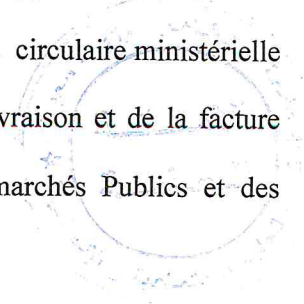 circulaire ministérielle
vraison et de la facture
marchés Publics et des